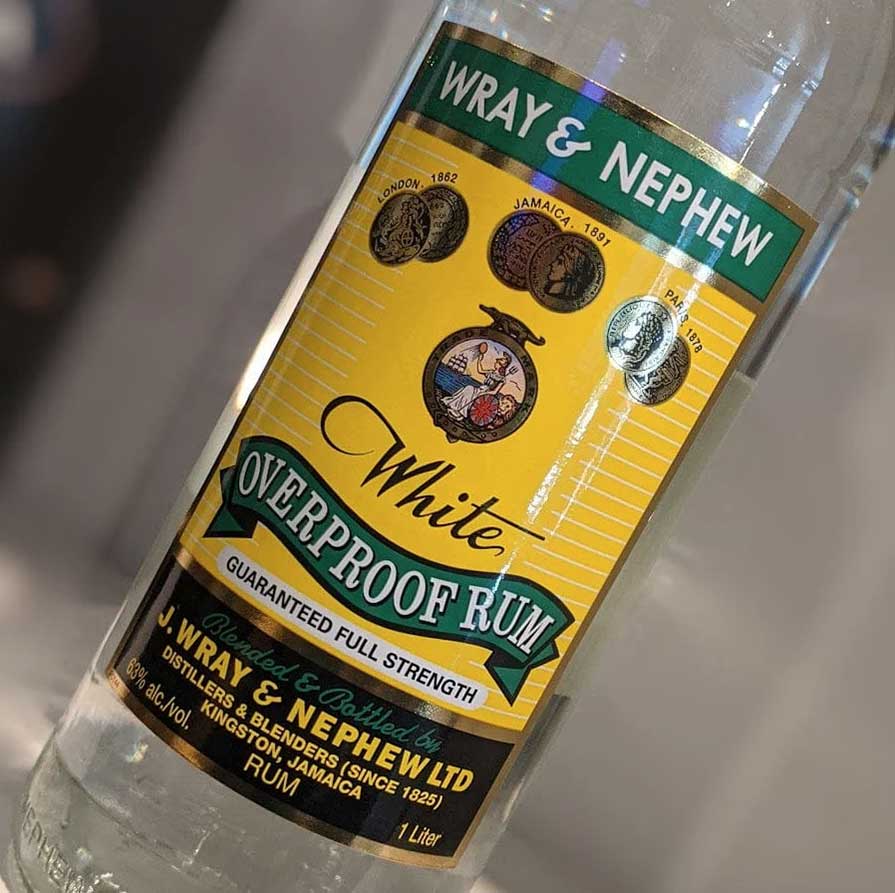 WRAY & NEPHEW
LONDON. 1862
JAMAICA. 1891
PARIS. 1878
White
OVERPROOF RUM
GUARANTEED FULL STRENGTH
Blended & Bottled by
J. WRAY & NEPHEW LTD
DISTILLERS & BLENDERS (SINCE 1825)
KINGSTON, JAMAICA
63% alc./vol.
RUM
1 Liter